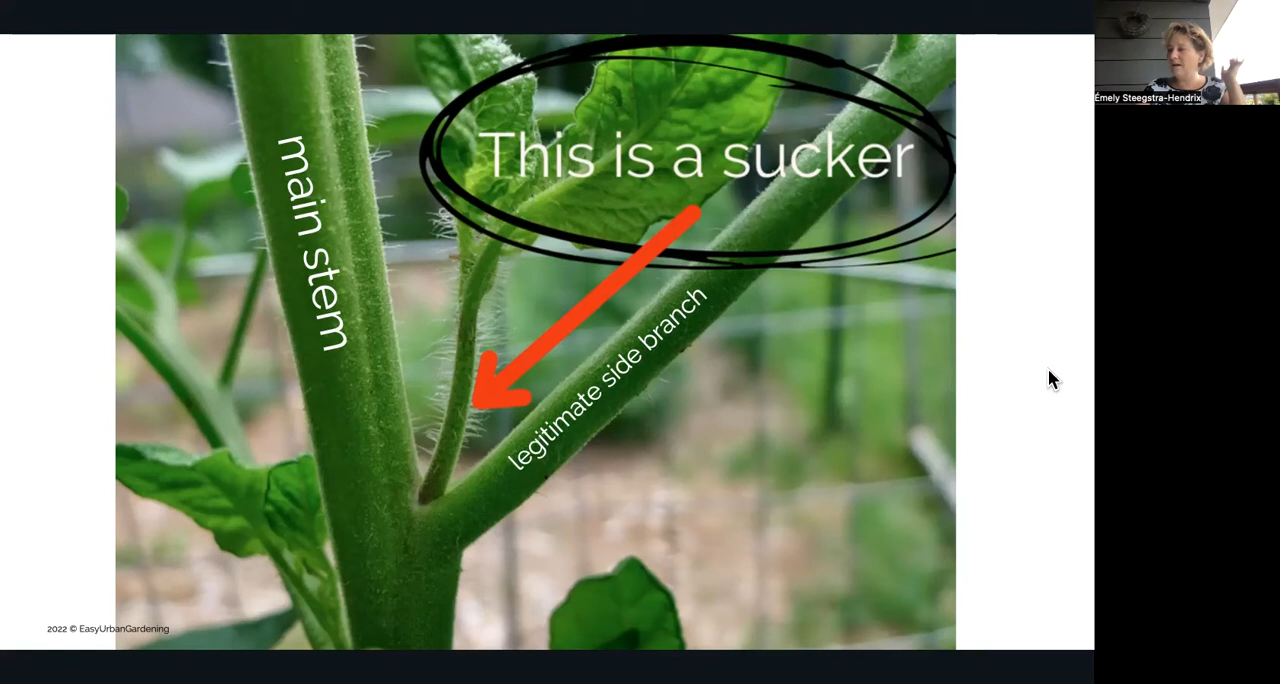 This is a sucker
main stem
legitimate side branch
2022 © EasyUrbanGardening
Émely Steegstra-Hendrix